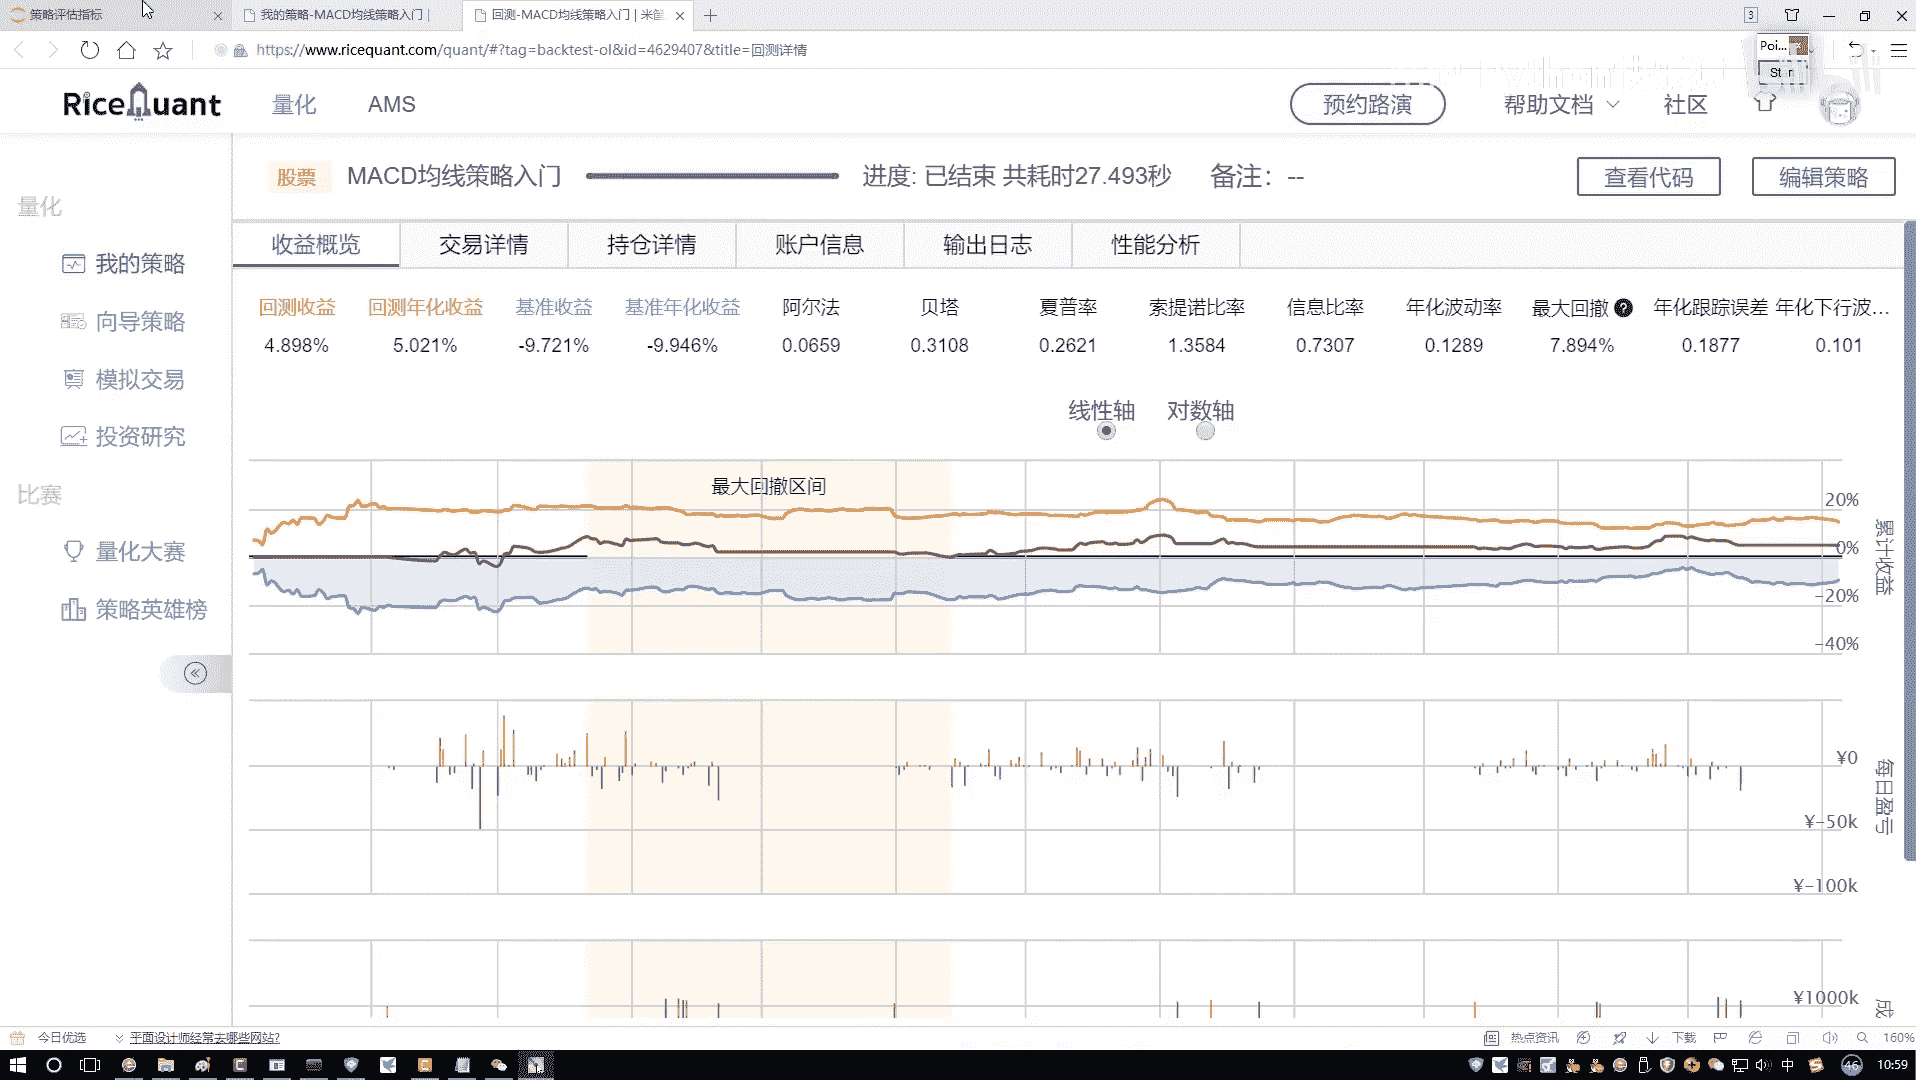 策略评估指标
我的策略-MACD均线策略入门
回测-MACD均线策略入门 | 米筐
3
https://www.ricequant.com/quant/#?tag=backtest-ol&id=4629407&title=回测详情
Poi...
RiceQuant
量化
AMS
预约路演
帮助文档
社区
股票
MACD均线策略入门
进度: 已结束 共耗时27.493秒
备注：--
查看代码
编辑策略
量化
我的策略
向导策略
模拟交易
投资研究
比赛
量化大赛
策略英雄榜
收益概览
交易详情
持仓详情
账户信息
输出日志
性能分析
回测收益 回测年化收益 基准收益 基准年化收益 阿尔法 贝塔 夏普率 索提诺比率 信息比率 年化波动率 最大回撤 年化跟踪误差 年化下行波...
4.898% 5.021% -9.721% -9.946% 0.0659 0.3108 0.2621 1.3584 0.7307 0.1289 7.894% 0.1877 0.101
线性轴 对数轴
最大回撤区间
20%
0%
-20%
-40%
累计收益
¥0
¥-50k
¥-100k
每日盈亏
¥1000k
今日优选
平面设计师经常去哪些网站?
热点资讯
下载
160%
中
46
10:59